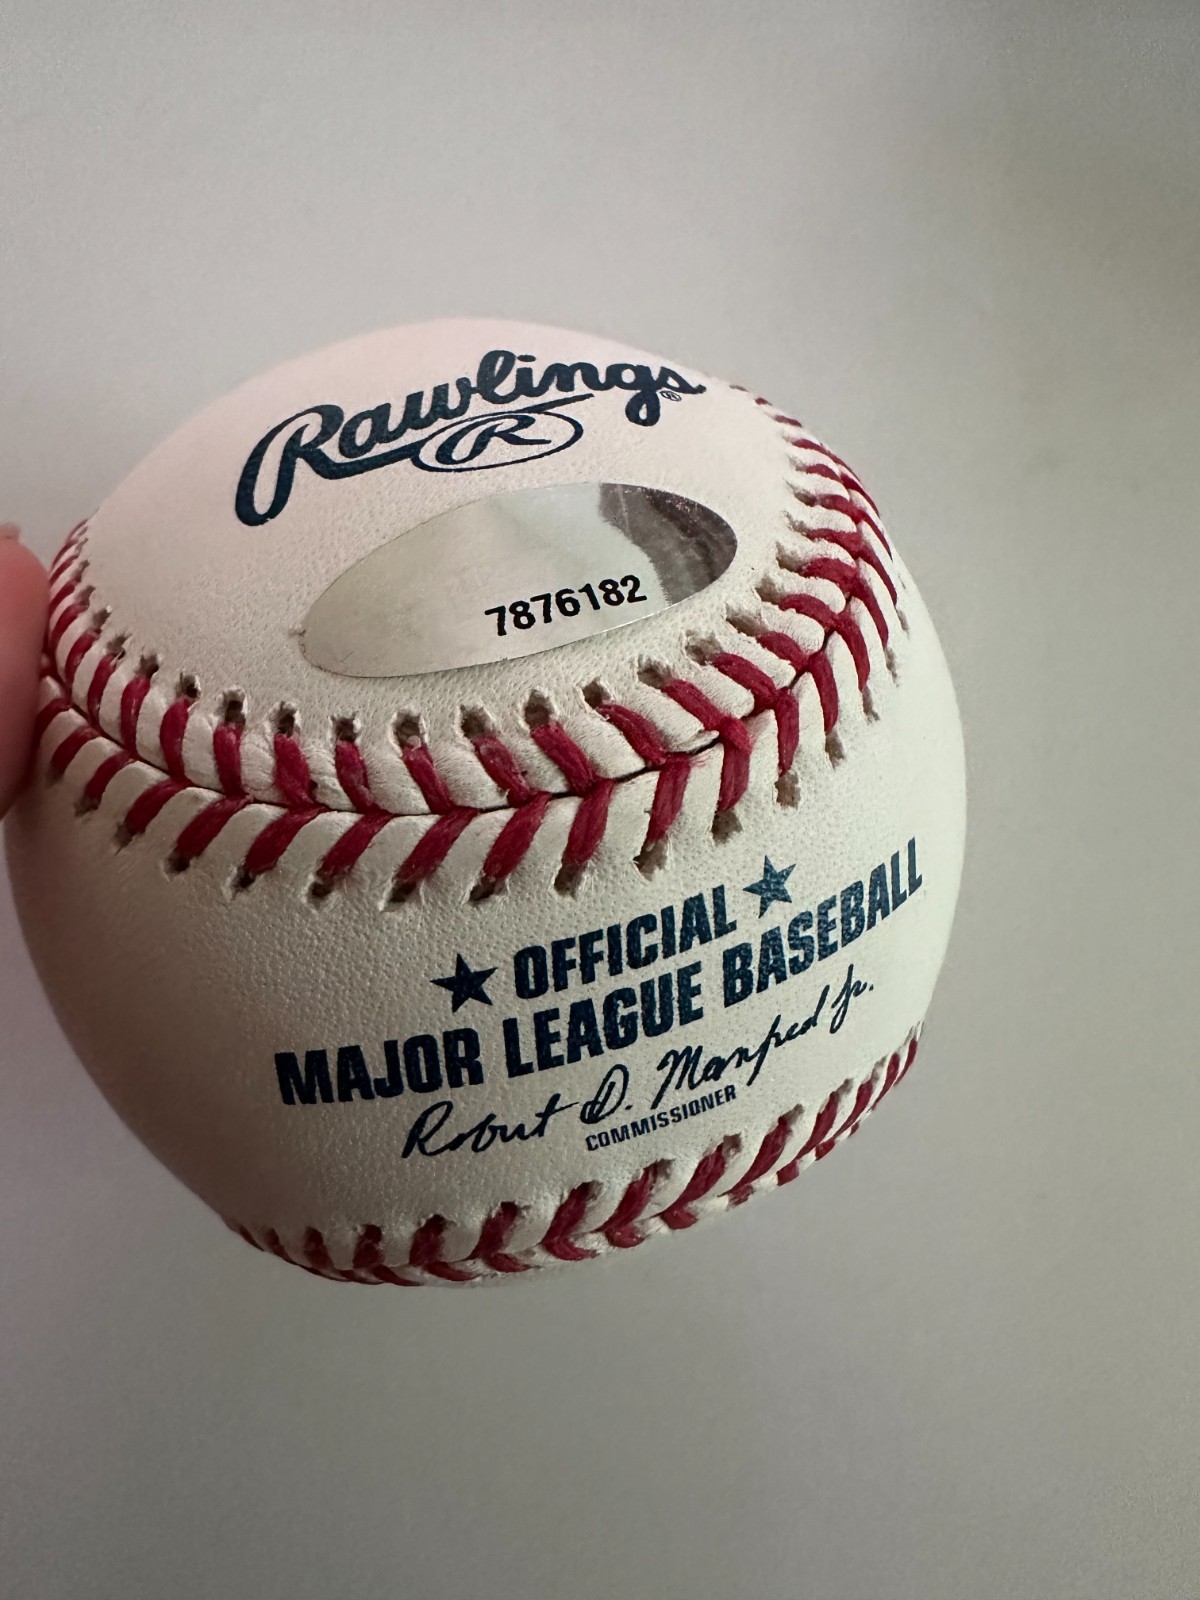 Rawlings®
R
7876182
★ OFFICIAL ★
MAJOR LEAGUE BASEBALL
Robert D. Manfred Jr.
COMMISSIONER